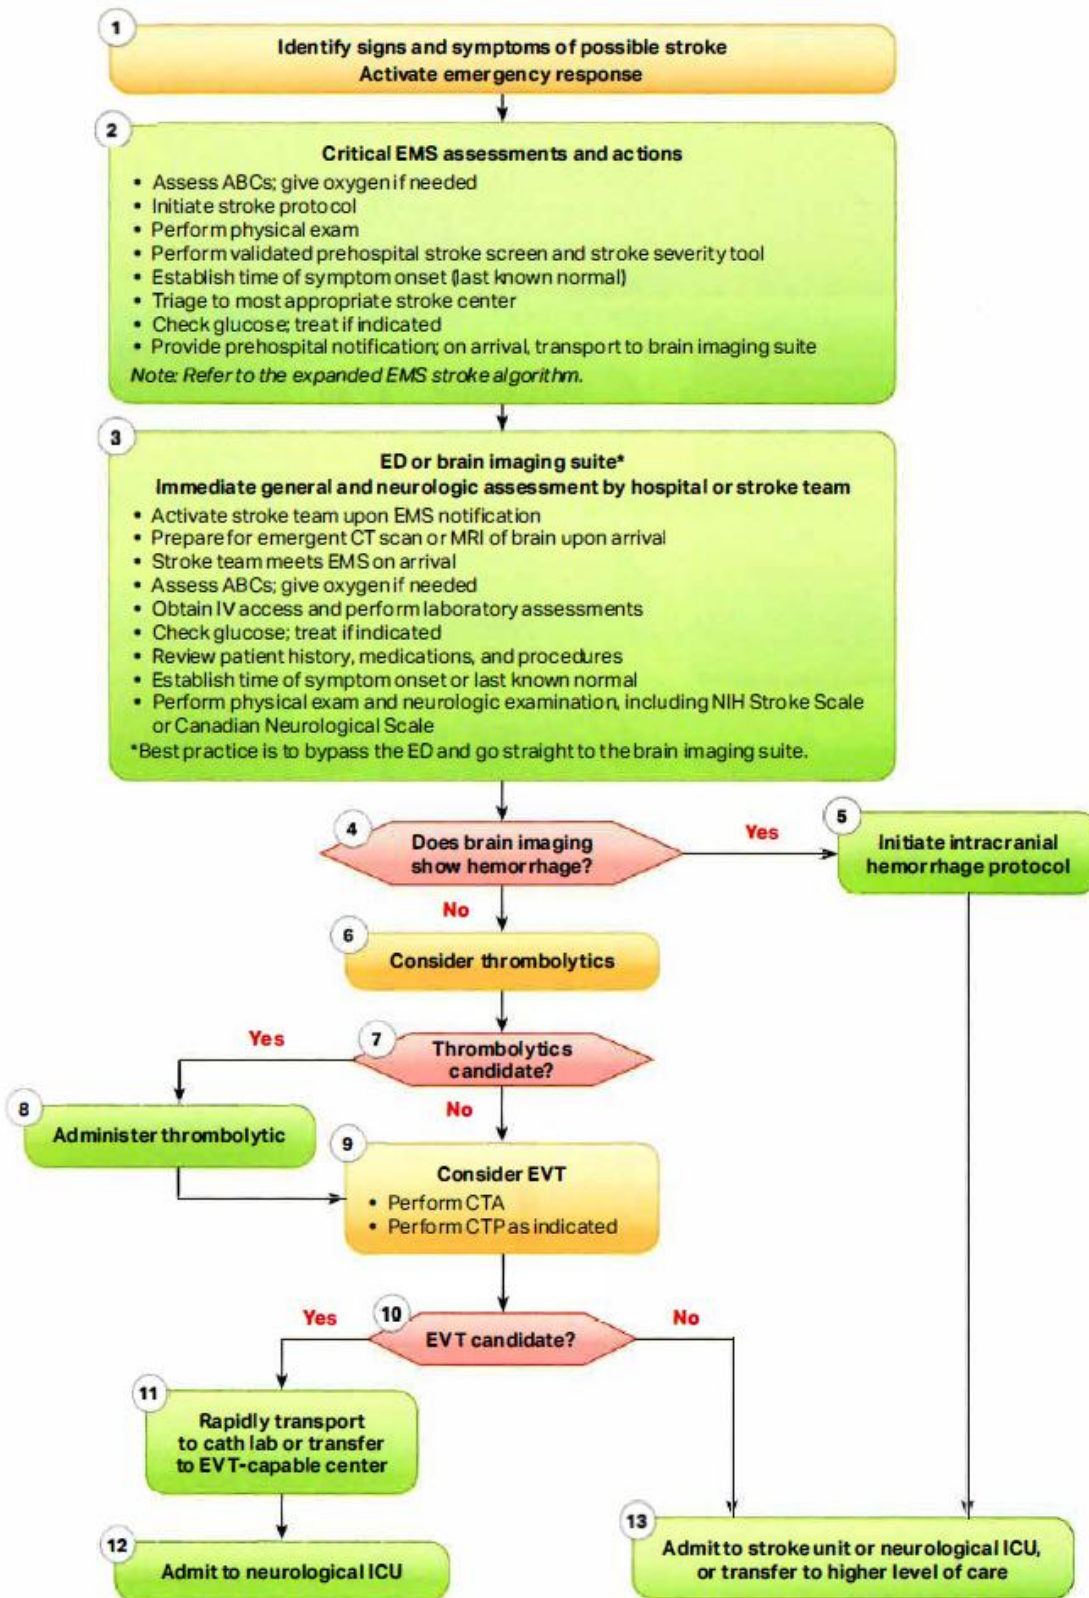 1
Identify signs and symptoms of possible stroke
Activate emergency response
2
Critical EMS assessments and actions
• Assess ABCs; give oxygen if needed
• Initiate stroke protocol
• Perform physical exam
• Perform validated prehospital stroke screen and stroke severity tool
• Establish time of symptom onset (last known normal)
• Triage to most appropriate stroke center
• Check glucose; treat if indicated
• Provide prehospital notification; on arrival, transport to brain imaging suite
Note: Refer to the expanded EMS stroke algorithm.
3
ED or brain imaging suite*
Immediate general and neurologic assessment by hospital or stroke team
• Activate stroke team upon EMS notification
• Prepare for emergent CT scan or MRI of brain upon arrival
• Stroke team meets EMS on arrival
• Assess ABCs; give oxygen if needed
• Obtain IV access and perform laboratory assessments
• Check glucose; treat if indicated
• Review patient history, medications, and procedures
• Establish time of symptom onset or last known normal
• Perform physical exam and neurologic examination, including NIH Stroke Scale
or Canadian Neurological Scale
*Best practice is to bypass the ED and go straight to the brain imaging suite.
4
Does brain imaging
show hemorrhage?
Yes
5
Initiate intracranial
hemorrhage protocol
No
6
Consider thrombolytics
7
Thrombolytics
candidate?
Yes
No
8
Administer thrombolytic
9
Consider EVT
• Perform CTA
• Perform CTP as indicated
10
EVT candidate?
Yes
No
11
Rapidly transport
to cath lab or transfer
to EVT-capable center
12
Admit to neurological ICU
13
Admit to stroke unit or neurological ICU,
or transfer to higher level of care